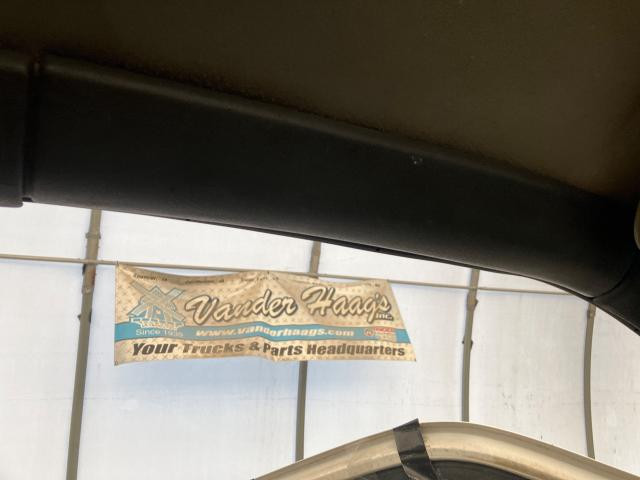 Vander Haag's INC.
Since 1939
www.vanderhaags.com
Your Trucks & Parts Headquarters